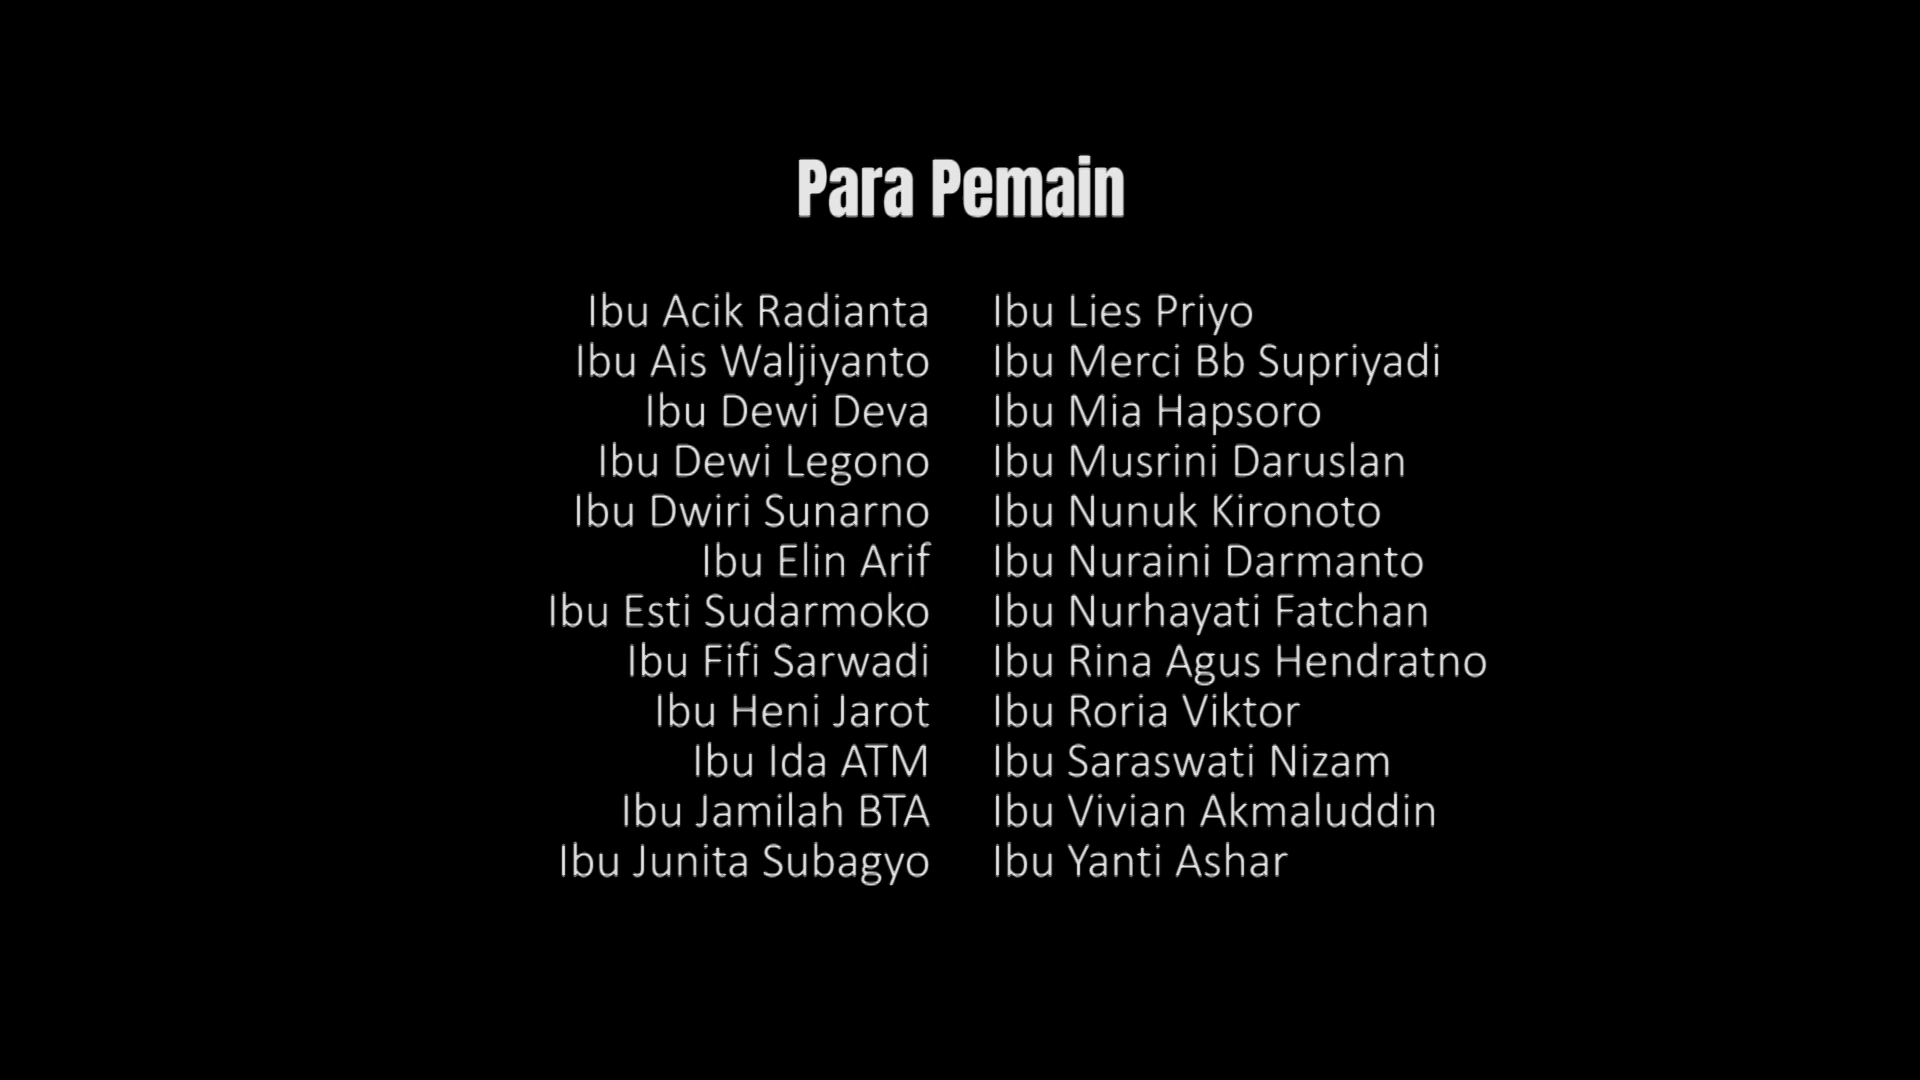 Para Pemain
Ibu Acik Radianta
Ibu Ais Waljiyanto
Ibu Dewi Deva
Ibu Dewi Legono
Ibu Dwiri Sunarno
Ibu Elin Arif
Ibu Esti Sudarmoko
Ibu Fifi Sarwadi
Ibu Heni Jarot
Ibu Ida ATM
Ibu Jamilah BTA
Ibu Junita Subagyo
Ibu Lies Priyo
Ibu Merci Bb Supriyadi
Ibu Mia Hapsoro
Ibu Musrini Daruslan
Ibu Nunuk Kironoto
Ibu Nuraini Darmanto
Ibu Nurhayati Fatchan
Ibu Rina Agus Hendratno
Ibu Roria Viktor
Ibu Saraswati Nizam
Ibu Vivian Akmaluddin
Ibu Yanti Ashar